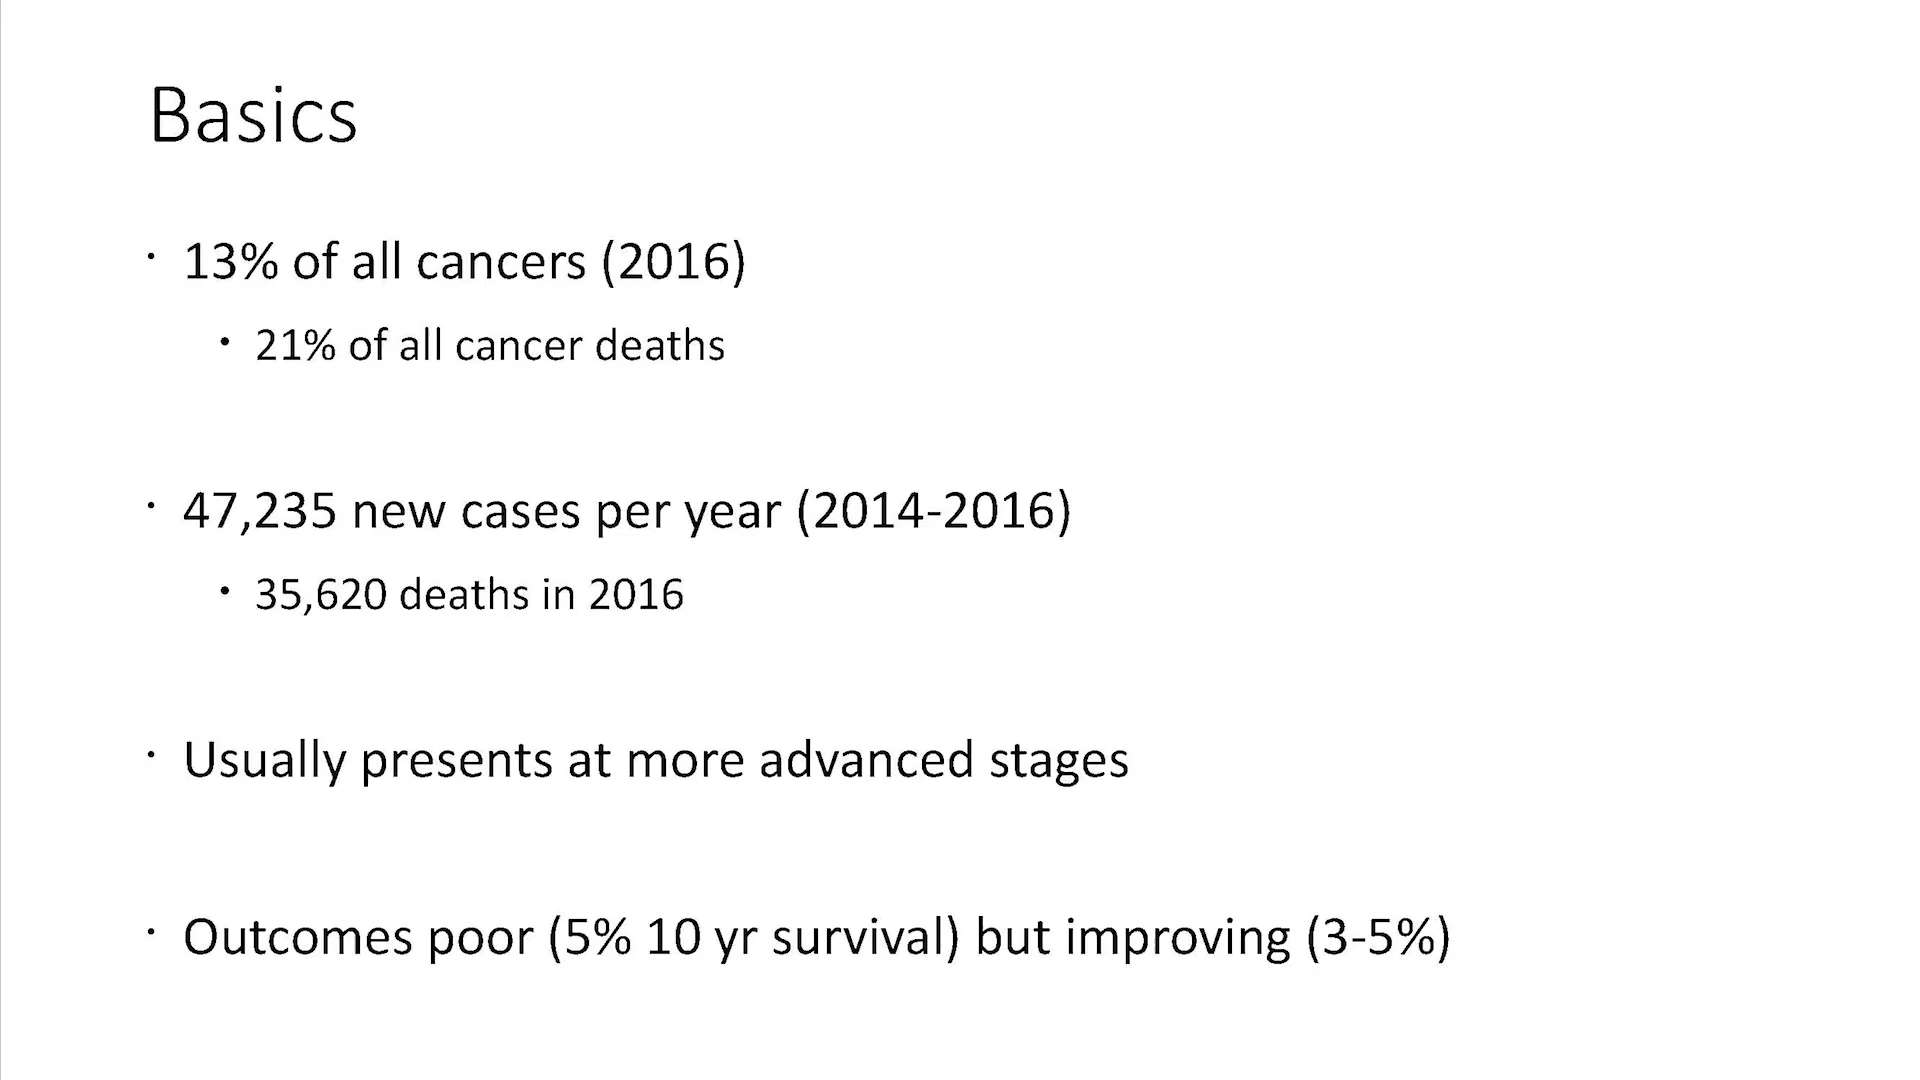 Basics
• 13% of all cancers (2016)
• 21% of all cancer deaths
• 47,235 new cases per year (2014-2016)
• 35,620 deaths in 2016
• Usually presents at more advanced stages
• Outcomes poor (5% 10 yr survival) but improving (3-5%)